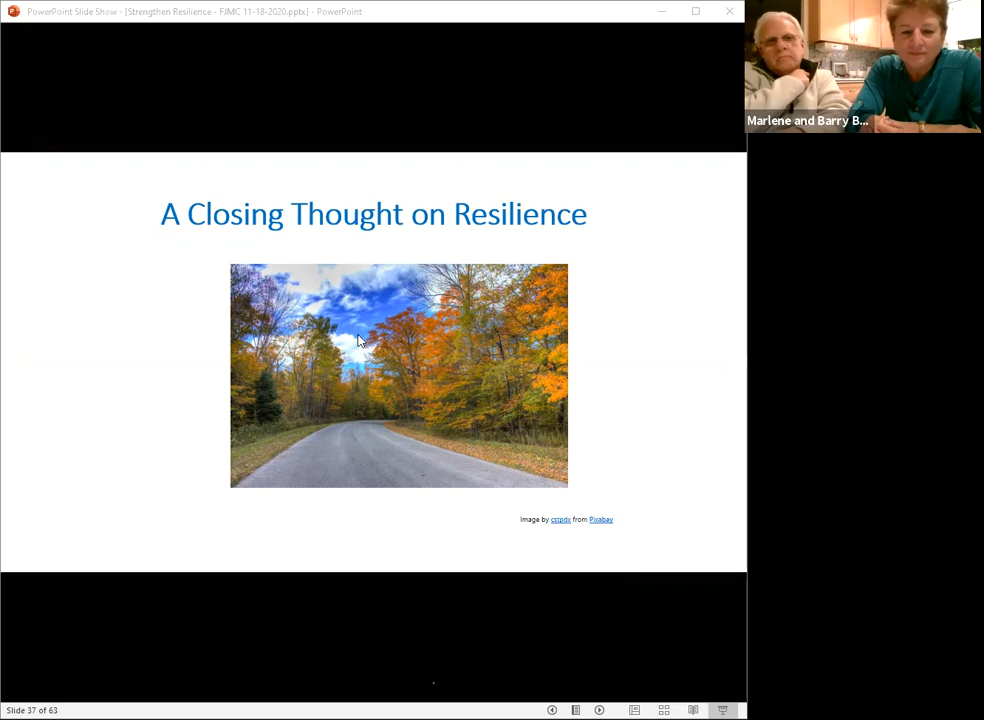 PowerPoint Slide Show - [Strengthen Resilience - FJMC 11-18-2020.pptx] - PowerPoint
Marlene and Barry B...
A Closing Thought on Resilience
Image by cstpdx from Pixabay
Slide 37 of 63